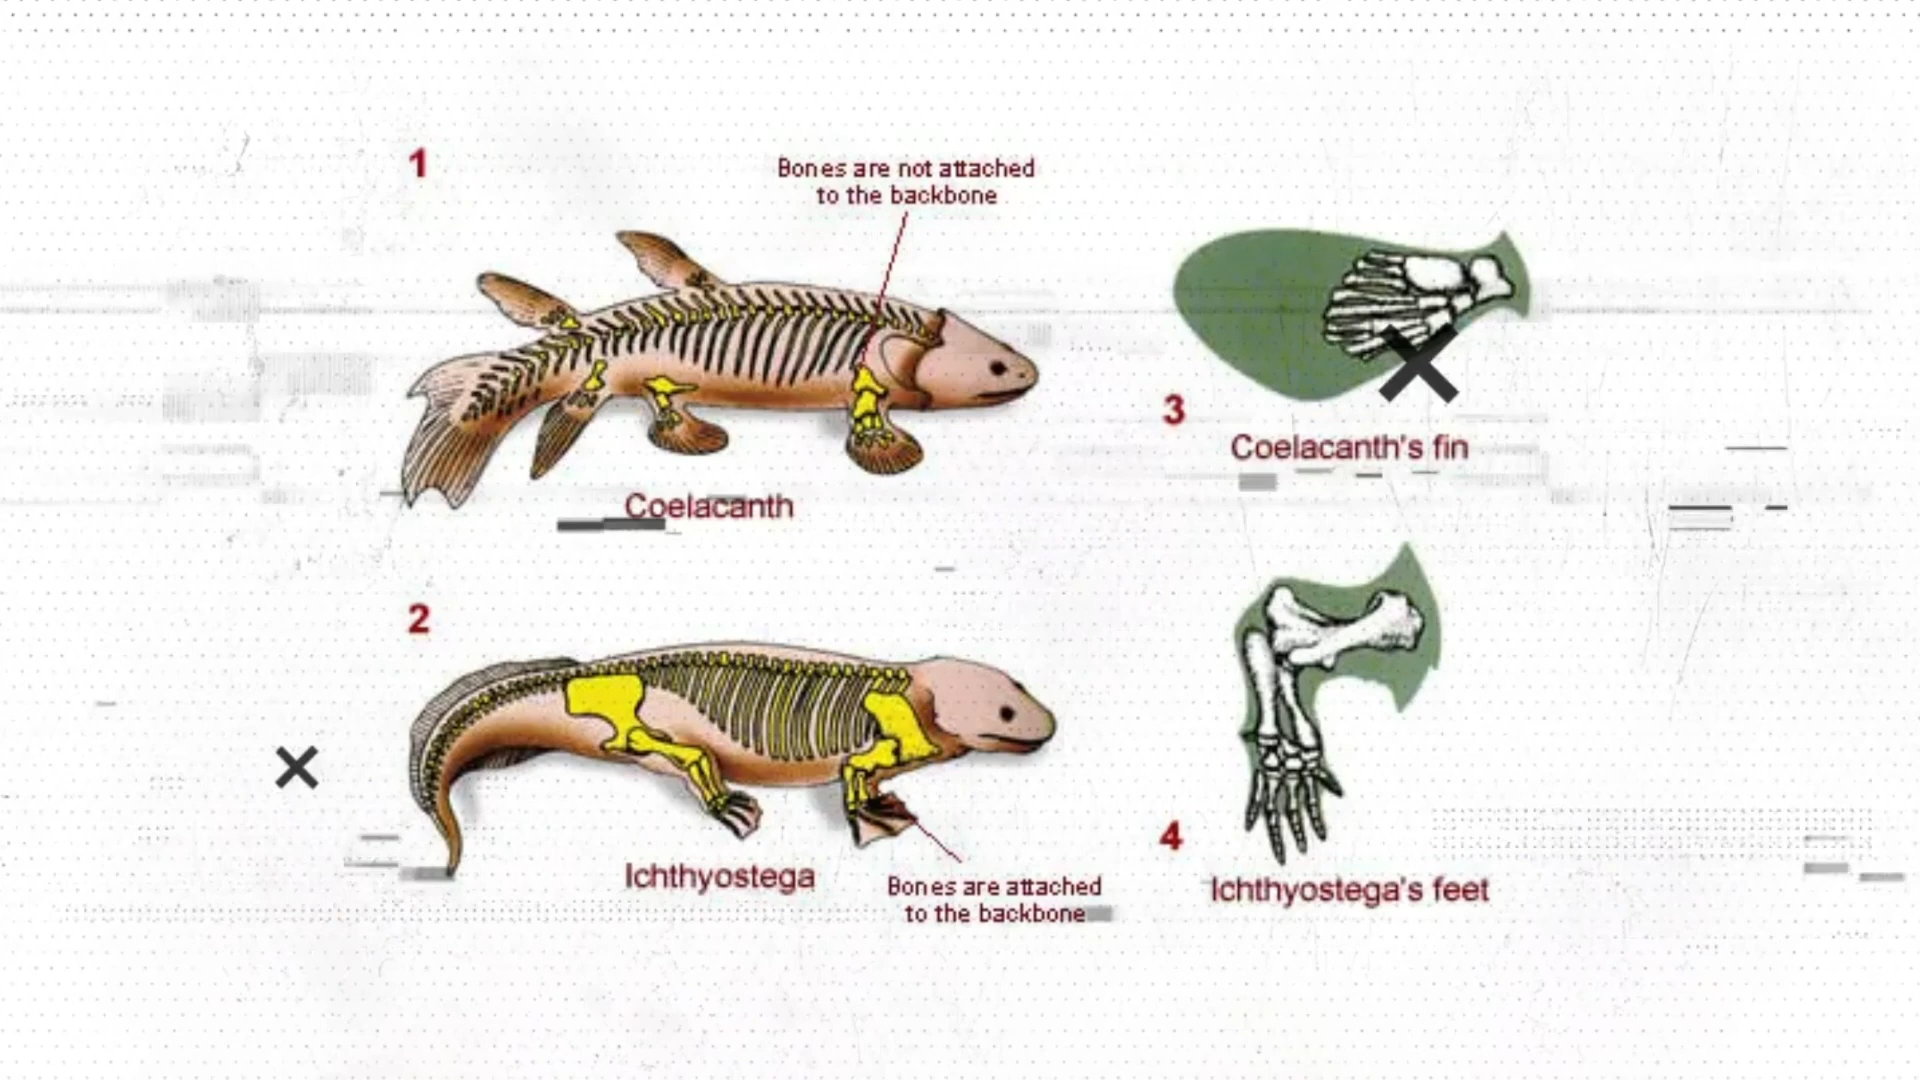 1
Bones are not attached
to the backbone
Coelacanth
3
Coelacanth's fin
2
Ichthyostega
Bones are attached
to the backbone
4
Ichthyostega's feet